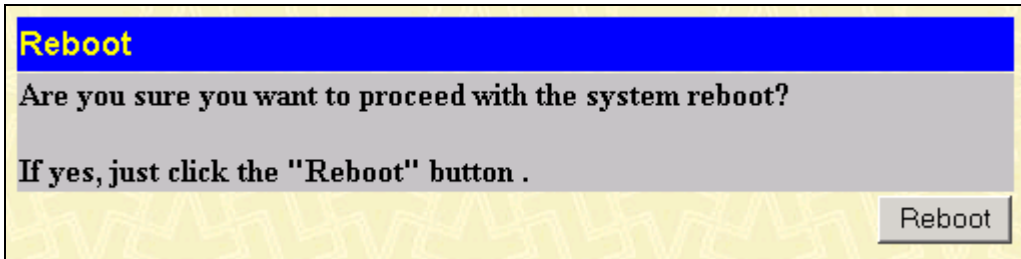 Reboot
Are you sure you want to proceed with the system reboot?
If yes, just click the "Reboot" button .
Reboot